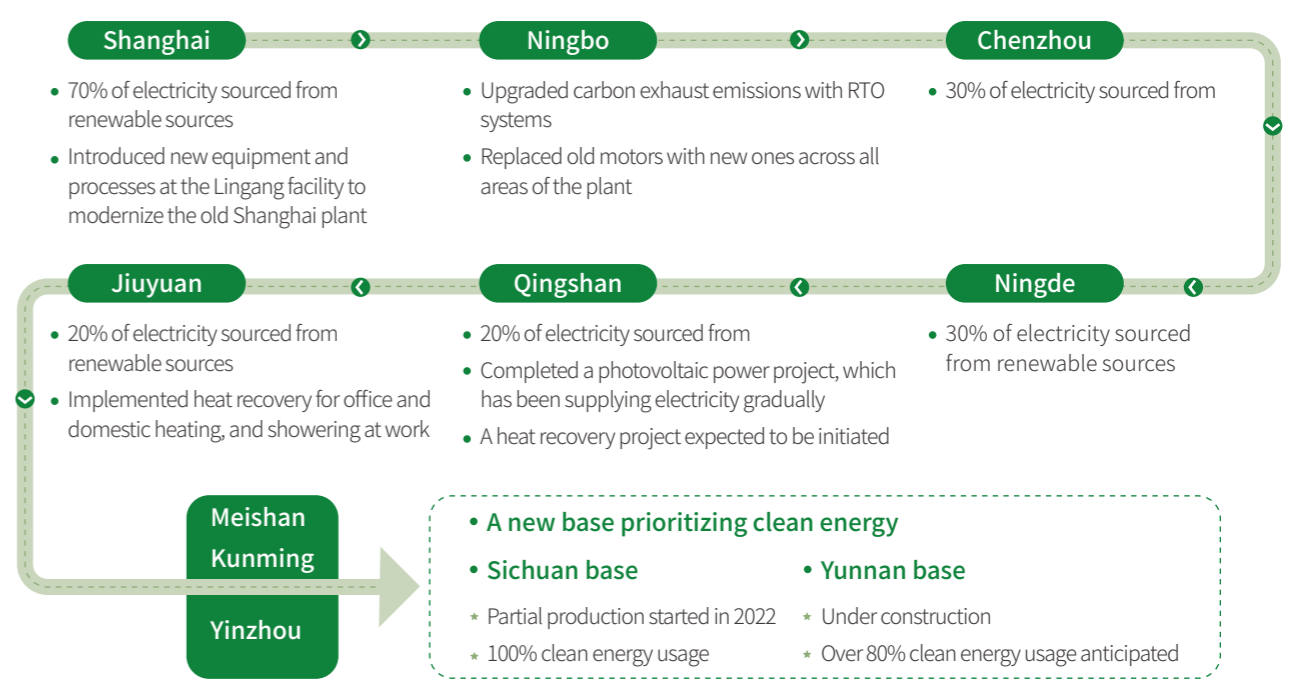 Shanghai
Ningbo
Chenzhou
• 70% of electricity sourced from
renewable sources
• Introduced new equipment and
processes at the Lingang facility to
modernize the old Shanghai plant
• Upgraded carbon exhaust emissions with RTO
systems
• Replaced old motors with new ones across all
areas of the plant
• 30% of electricity sourced from
Jiuyuan
Qingshan
Ningde
• 20% of electricity sourced from
renewable sources
• Implemented heat recovery for office and
domestic heating, and showering at work
• 20% of electricity sourced from
• Completed a photovoltaic power project, which
has been supplying electricity gradually
• A heat recovery project expected to be initiated
• 30% of electricity sourced
from renewable sources
Meishan
Kunming
Yinzhou
• A new base prioritizing clean energy
• Sichuan base
★ Partial production started in 2022
★ 100% clean energy usage
• Yunnan base
★ Under construction
★ Over 80% clean energy usage anticipated